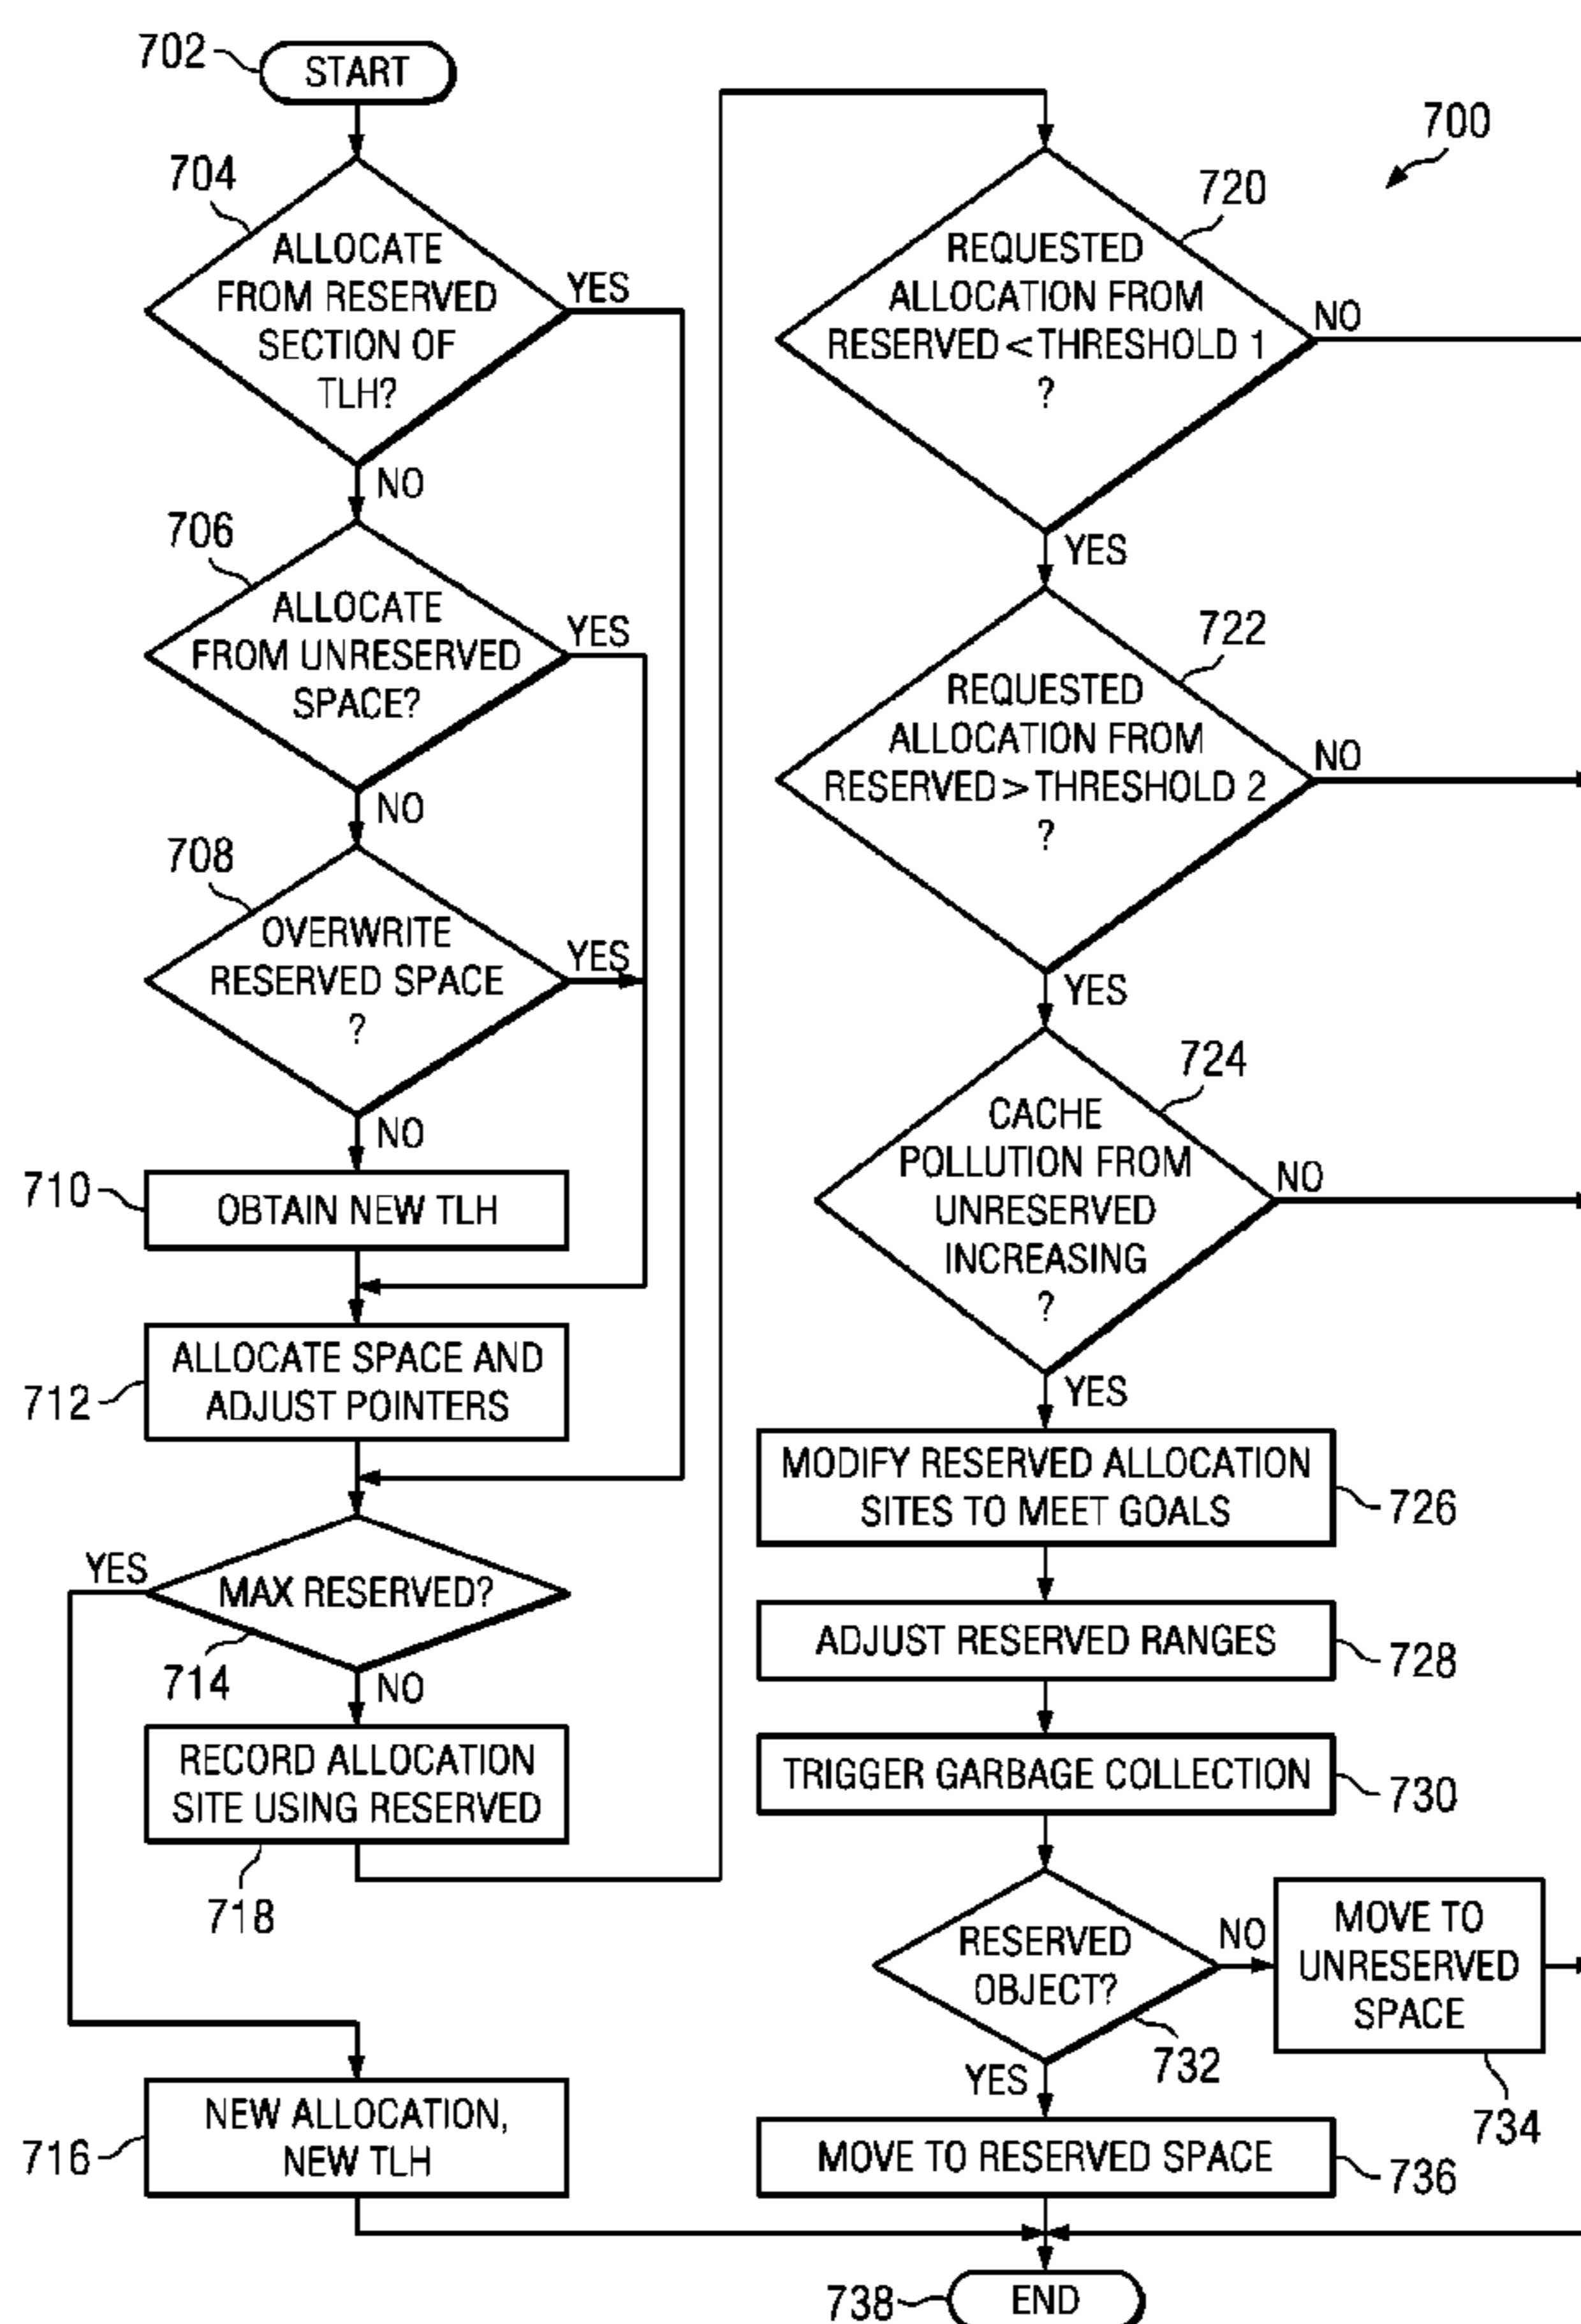 702
START
704
ALLOCATE
FROM RESERVED
SECTION OF
TLH?
YES
NO
706
ALLOCATE
FROM UNRESERVED
SPACE?
YES
NO
708
OVERWRITE
RESERVED SPACE
?
YES
NO
710
OBTAIN NEW TLH
712
ALLOCATE SPACE AND
ADJUST POINTERS
YES
MAX RESERVED?
714
NO
RECORD ALLOCATION
SITE USING RESERVED
718
716
NEW ALLOCATION,
NEW TLH
700
720
REQUESTED
ALLOCATION FROM
RESERVED < THRESHOLD 1
?
NO
YES
722
REQUESTED
ALLOCATION FROM
RESERVED > THRESHOLD 2
?
NO
YES
724
CACHE
POLLUTION FROM
UNRESERVED
INCREASING
?
NO
YES
MODIFY RESERVED ALLOCATION
SITES TO MEET GOALS
726
ADJUST RESERVED RANGES
728
TRIGGER GARBAGE COLLECTION
730
RESERVED
OBJECT?
732
NO
MOVE TO
UNRESERVED
SPACE
734
YES
MOVE TO RESERVED SPACE
736
738
END